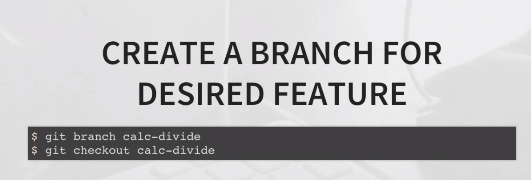 CREATE A BRANCH FOR
DESIRED FEATURE
$ git branch calc-divide
$ git checkout calc-divide